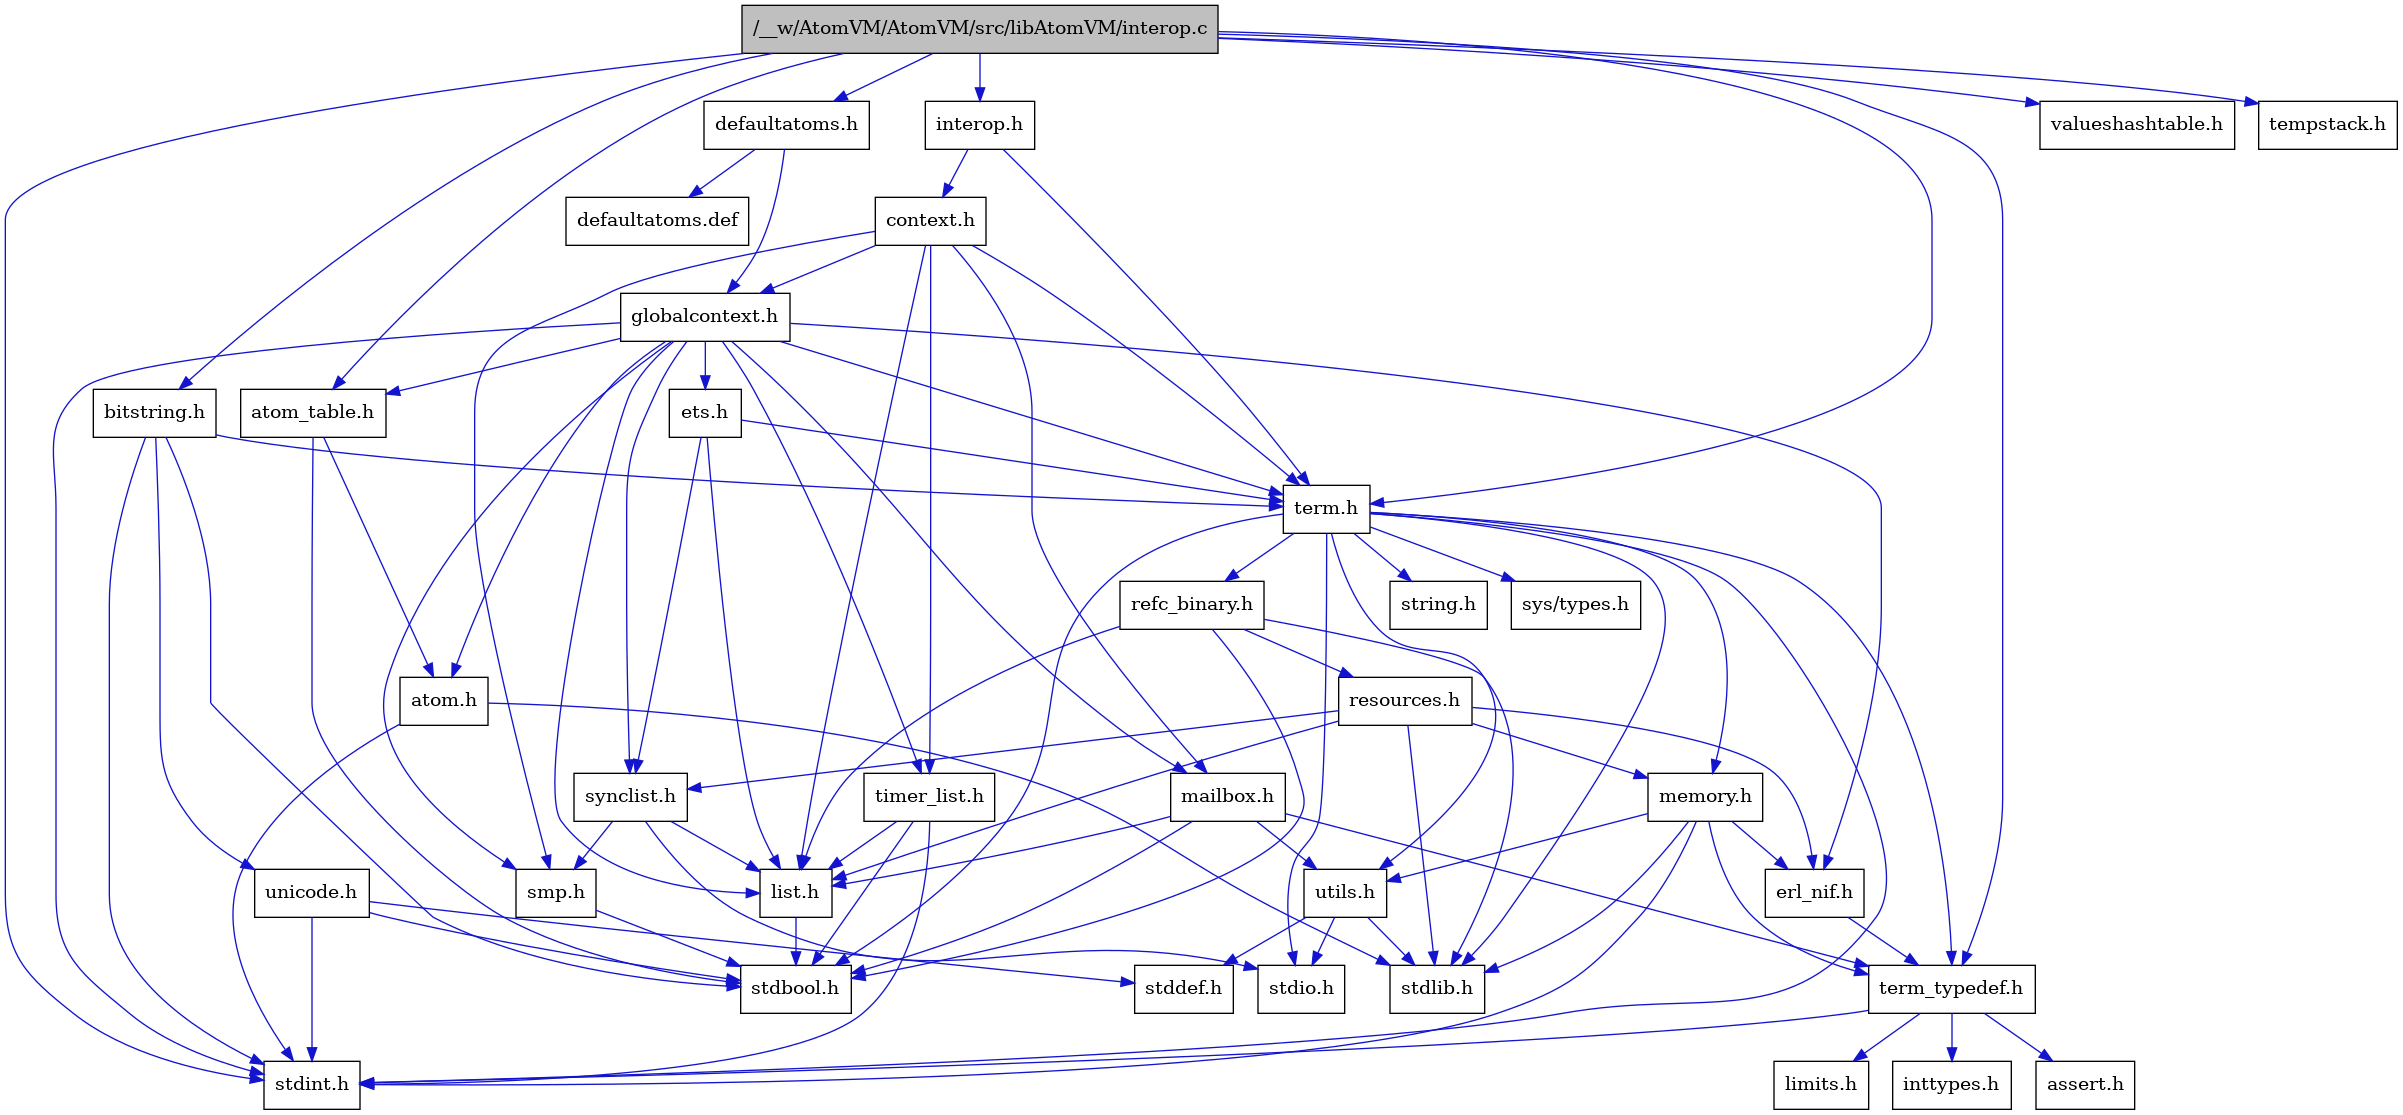 /__w/AtomVM/AtomVM/src/libAtomVM/interop.c
defaultatoms.h
interop.h
valueshashtable.h
tempstack.h
defaultatoms.def
context.h
globalcontext.h
bitstring.h
atom_table.h
ets.h
term.h
refc_binary.h
string.h
sys/types.h
atom.h
resources.h
synclist.h
timer_list.h
mailbox.h
memory.h
unicode.h
smp.h
list.h
utils.h
erl_nif.h
stdbool.h
stddef.h
stdio.h
stdlib.h
term_typedef.h
stdint.h
limits.h
inttypes.h
assert.h